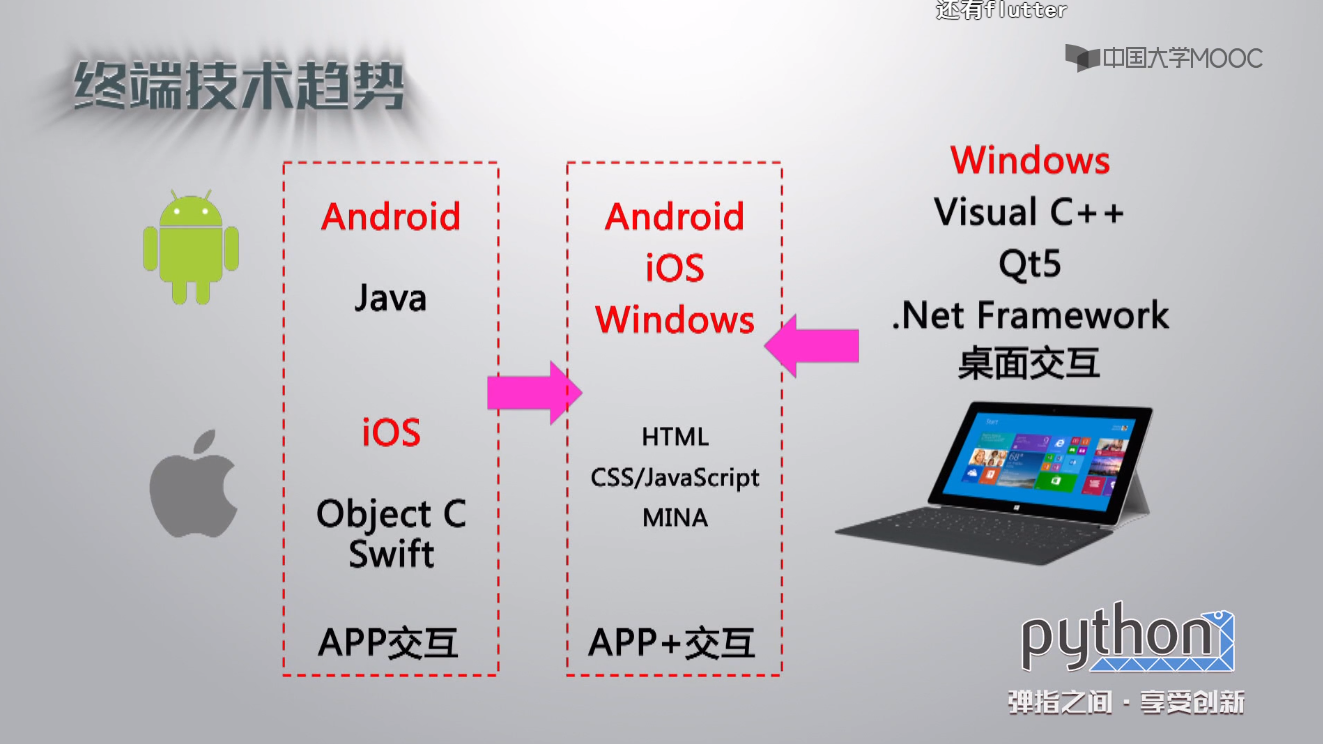 还有flutter
中国大学MOOC
终端技术趋势
Android
Java
iOS
Object C
Swift
APP交互
Android
iOS
Windows
HTML
CSS/JavaScript
MINA
APP+交互
Windows
Visual C++
Qt5
.Net Framework
桌面交互
python
弹指之间·享受创新